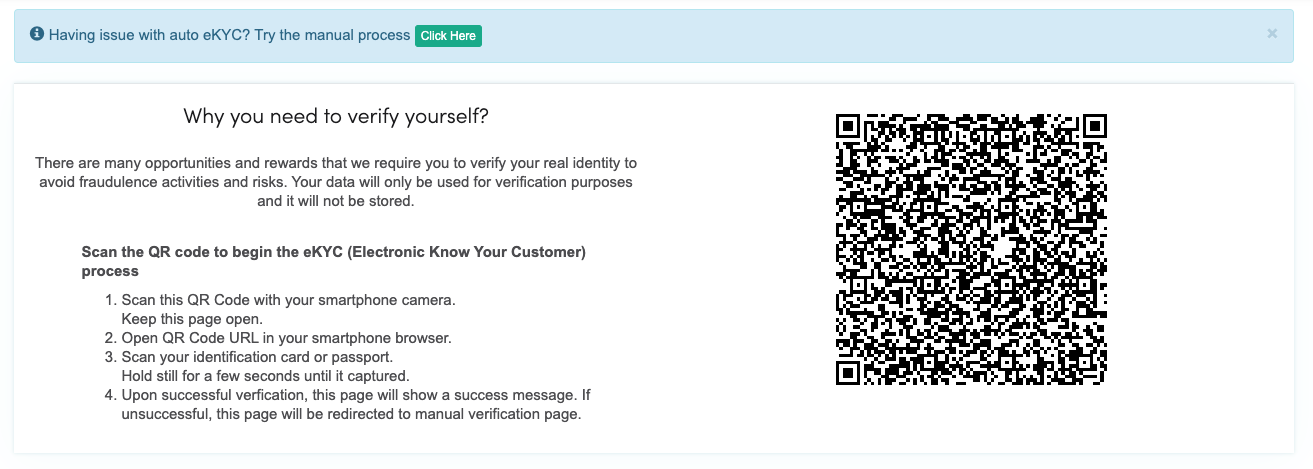 Having issue with auto eKYC? Try the manual process Click Here ×
Why you need to verify yourself?
There are many opportunities and rewards that we require you to verify your real identity to
avoid fraudulence activities and risks. Your data will only be used for verification purposes
and it will not be stored.
Scan the QR code to begin the eKYC (Electronic Know Your Customer)
process
1. Scan this QR Code with your smartphone camera.
Keep this page open.
2. Open QR Code URL in your smartphone browser.
3. Scan your identification card or passport.
Hold still for a few seconds until it captured.
4. Upon successful verfication, this page will show a success message. If
unsuccessful, this page will be redirected to manual verification page.